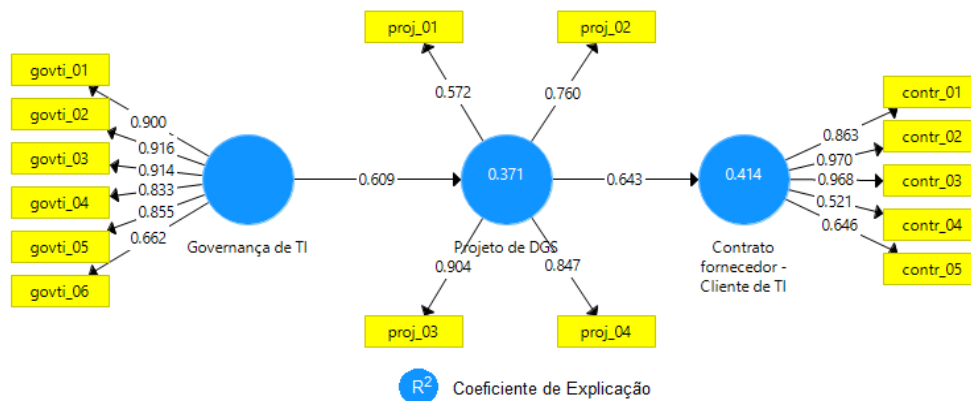 proj_01
proj_02
govti_01
govti_02
govti_03
govti_04
govti_05
govti_06
0.900
0.916
0.914
0.833
0.855
0.662
Governança de TI
0.609
0.572
0.760
0.371
Projeto de DGS
0.904
0.847
proj_03
proj_04
0.643
0.414
Contrato
fornecedor -
Cliente de TI
0.863
0.970
0.968
0.521
0.646
contr_01
contr_02
contr_03
contr_04
contr_05
R² Coeficiente de Explicação